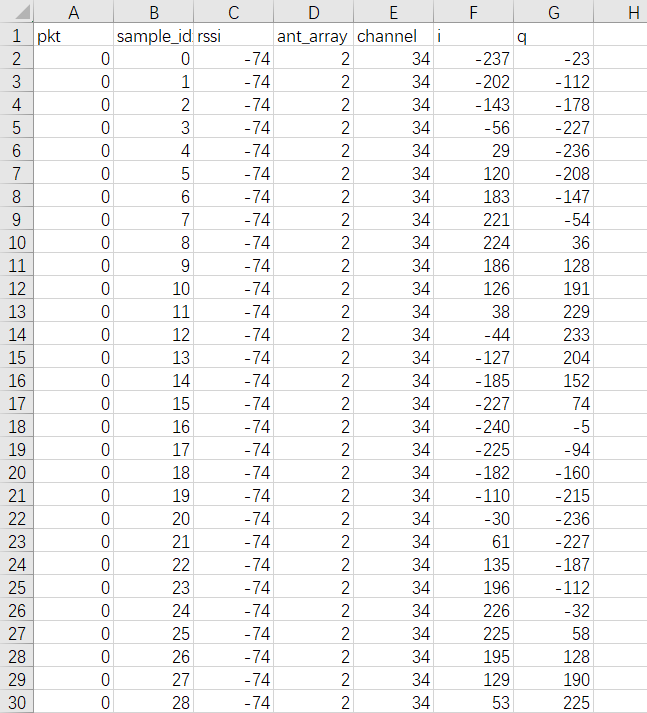 A B C D E F G H
1 pkt sample_id rssi ant_array channel i q
2 0 0 -74 2 34 -237 -23
3 0 1 -74 2 34 -202 -112
4 0 2 -74 2 34 -143 -178
5 0 3 -74 2 34 -56 -227
6 0 4 -74 2 34 29 -236
7 0 5 -74 2 34 120 -208
8 0 6 -74 2 34 183 -147
9 0 7 -74 2 34 221 -54
10 0 8 -74 2 34 224 36
11 0 9 -74 2 34 186 128
12 0 10 -74 2 34 126 191
13 0 11 -74 2 34 38 229
14 0 12 -74 2 34 -44 233
15 0 13 -74 2 34 -127 204
16 0 14 -74 2 34 -185 152
17 0 15 -74 2 34 -227 74
18 0 16 -74 2 34 -240 -5
19 0 17 -74 2 34 -225 -94
20 0 18 -74 2 34 -182 -160
21 0 19 -74 2 34 -110 -215
22 0 20 -74 2 34 -30 -236
23 0 21 -74 2 34 61 -227
24 0 22 -74 2 34 135 -187
25 0 23 -74 2 34 196 -112
26 0 24 -74 2 34 226 -32
27 0 25 -74 2 34 225 58
28 0 26 -74 2 34 195 128
29 0 27 -74 2 34 129 190
30 0 28 -74 2 34 53 225